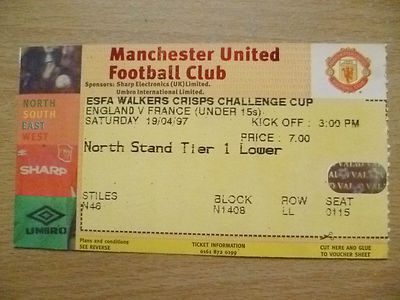 Manchester United
Football Club
Sponsors: Sharp Electronics (UK) Limited.
Umbro International Limited.
ESFA WALKERS CRISPS CHALLENGE CUP
ENGLAND V FRANCE (UNDER 15s)
SATURDAY 19/04/97 KICK OFF: 3:00 PM
PRICE: 7.00
North Stand Tier 1 Lower
STILES BLOCK ROW SEAT
N46 N1408 LL 0115
NORTH
SOUTH
EAST
WEST
SHARP
UMBRO
Plans and conditions
SEE REVERSE
TICKET INFORMATION
0161 872 0199
CUT HERE AND GLUE
TO VOUCHER SHEET